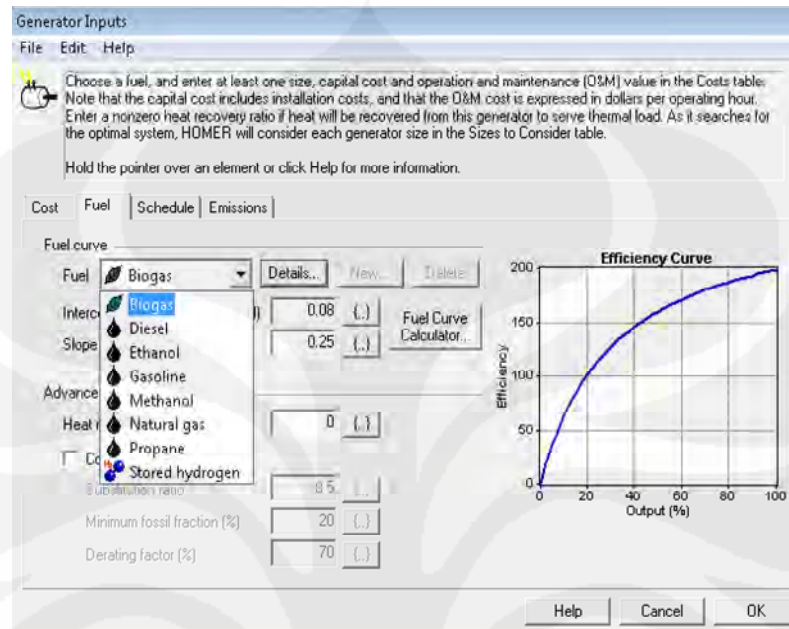 Generator Inputs
File Edit Help
Choose a fuel, and enter at least one size, capital cost and operation and maintenance (O&M) value in the Costs table.
Note that the capital cost includes installation costs, and that the O&M cost is expressed in dollars per operating hour.
Enter a nonzero heat recovery ratio if heat will be recovered from this generator to serve thermal load. As it searches for
the optimal system, HOMER will consider each generator size in the Sizes to Consider table.
Hold the pointer over an element or click Help for more information.
Cost Fuel Schedule Emissions
Fuel curve
Fuel Biogas Details... New... Delete
Biogas
Diesel
Ethanol
Gasoline
Methanol
Natural gas
Propane
Stored hydrogen
0.08 {..}
Slope 0.25 {..}
Fuel Curve
Calculator..
Advance
Heat 0 {..}
Co
Substitution ratio 8.5
Minimum fossil fraction (%) 20 {..}
Derating factor (%) 70 {..}
Efficiency Curve
Efficiency
200
150
100
50
0
0 20 40 60 80 100
Output (%)
Help Cancel OK